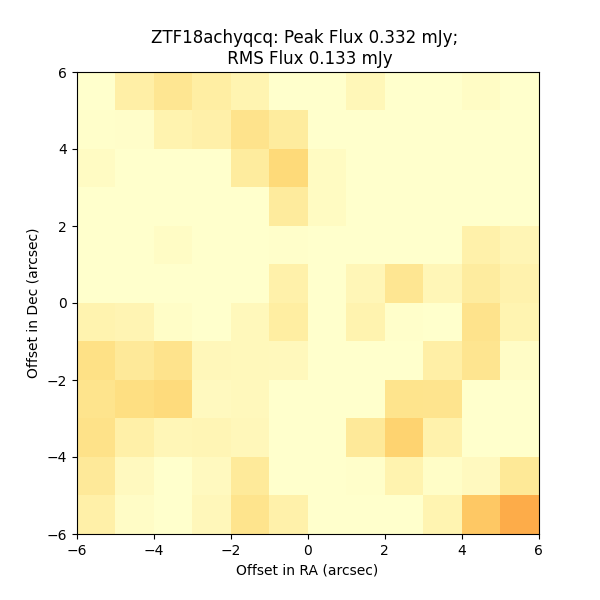 ZTF18achyqcq: Peak Flux 0.332 mJy;
RMS Flux 0.133 mJy
6
4
2
0
−2
−4
−6
Offset in Dec (arcsec)
−6 −4 −2 0 2 4 6
Offset in RA (arcsec)